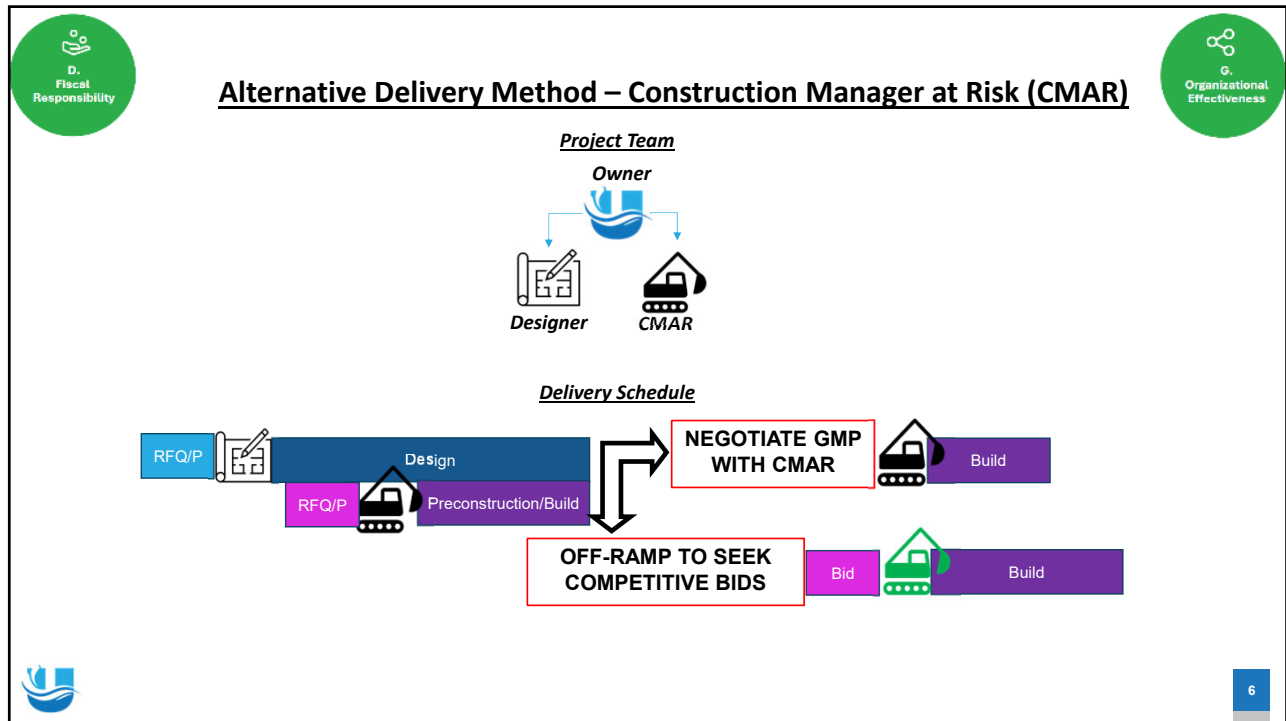 D.
Fiscal
Responsibility
G.
Organizational
Effectiveness
Alternative Delivery Method – Construction Manager at Risk (CMAR)
Project Team
Owner
Designer
CMAR
Delivery Schedule
RFQ/P
Design
NEGOTIATE GMP
WITH CMAR
Build
RFQ/P
Preconstruction/Build
OFF-RAMP TO SEEK
COMPETITIVE BIDS
Bid
Build
6